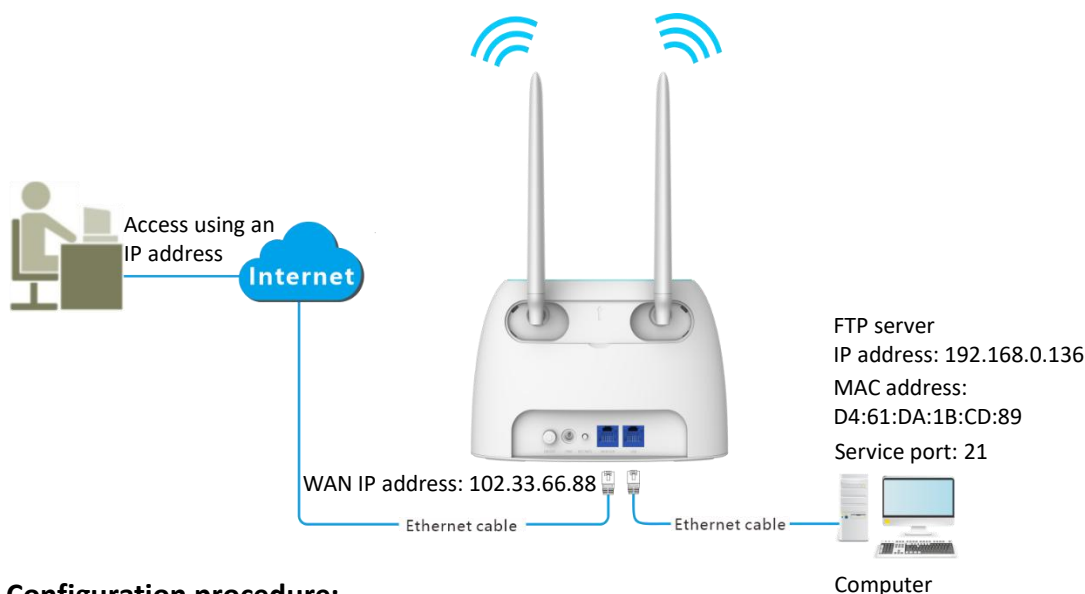 Access using an
IP address
Internet
FTP server
IP address: 192.168.0.136
MAC address:
D4:61:DA:1B:CD:89
Service port: 21
WAN IP address: 102.33.66.88
Ethernet cable
Ethernet cable
Computer
Configuration procedure: